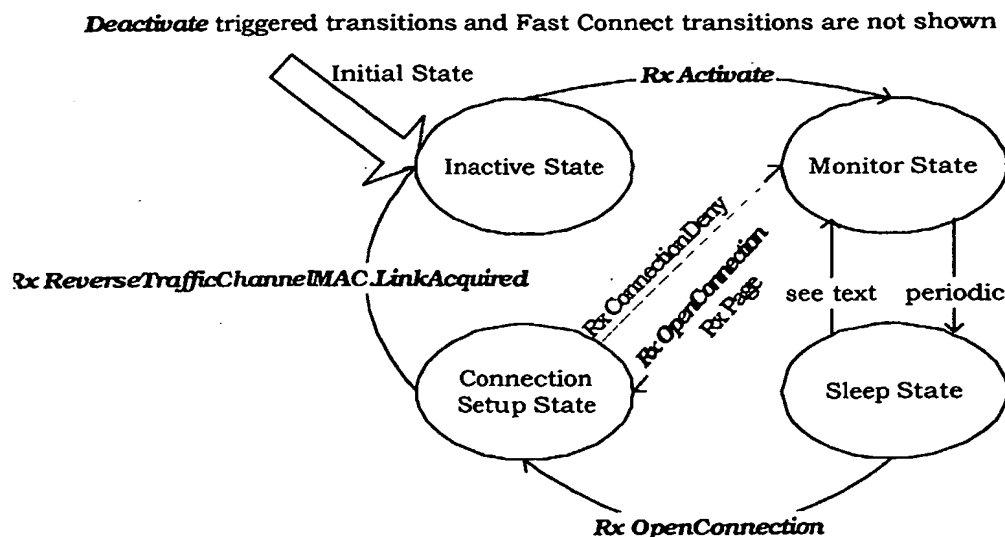 Deactivate triggered transitions and Fast Connect transitions are not shown
Initial State
Rx Activate
Inactive State
Monitor State
Rx ConnectionDeny
Rx OpenConnection
Rx Page
Rx ReverseTrafficChannelMAC.LinkAcquired
see text
periodic
Connection
Setup State
Sleep State
Rx OpenConnection